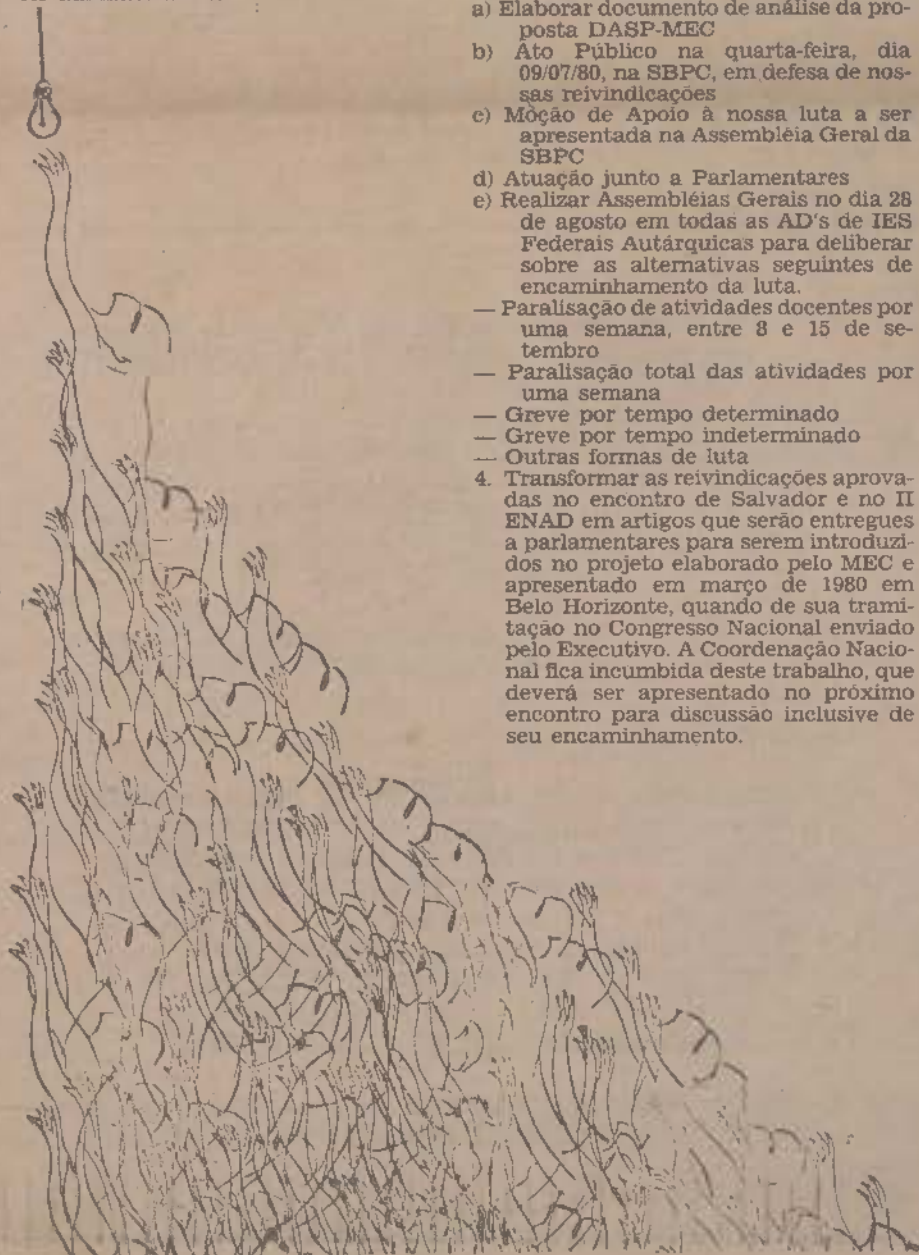 a) Elaborar documento de análise da pro-
posta DASP-MEC
b) Ato Público na quarta-feira, dia
09/07/80, na SBPC, em defesa de nos-
sas reivindicações
c) Moção de Apoio à nossa luta a ser
apresentada na Assembléia Geral da
SBPC
d) Atuação junto a Parlamentares
e) Realizar Assembléias Gerais no dia 28
de agosto em todas as AD's de IES
Federais Autárquicas para deliberar
sobre as alternativas seguintes de
encaminhamento da luta.
— Paralisação de atividades docentes por
uma semana, entre 8 e 15 de se-
tembro
— Paralisação total das atividades por
uma semana
— Greve por tempo determinado
— Greve por tempo indeterminado
— Outras formas de luta
4. Transformar as reivindicações aprova-
das no encontro de Salvador e no II
ENAD em artigos que serão entregues
a parlamentares para serem introduzi-
dos no projeto elaborado pelo MEC e
apresentado em março de 1980 em
Belo Horizonte, quando de sua trami-
tação no Congresso Nacional enviado
pelo Executivo. A Coordenação Nacio-
nal fica incumbida deste trabalho, que
deverá ser apresentado no próximo
encontro para discussão inclusive de
seu encaminhamento.